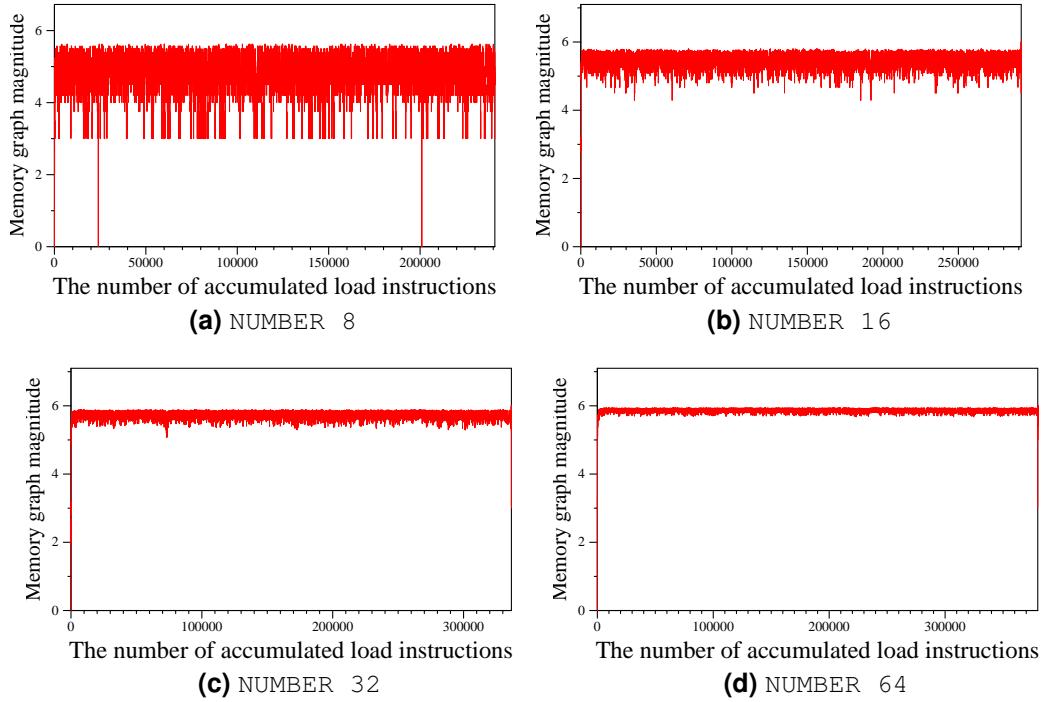 Memory graph magnitude
6
4
2
0
0 50000 100000 150000 200000
The number of accumulated load instructions
(a) NUMBER 8
Memory graph magnitude
6
4
2
0
0 50000 100000 150000 200000 250000
The number of accumulated load instructions
(b) NUMBER 16
Memory graph magnitude
6
4
2
0
0 100000 200000 300000
The number of accumulated load instructions
(c) NUMBER 32
Memory graph magnitude
6
4
2
0
0 100000 200000 300000
The number of accumulated load instructions
(d) NUMBER 64